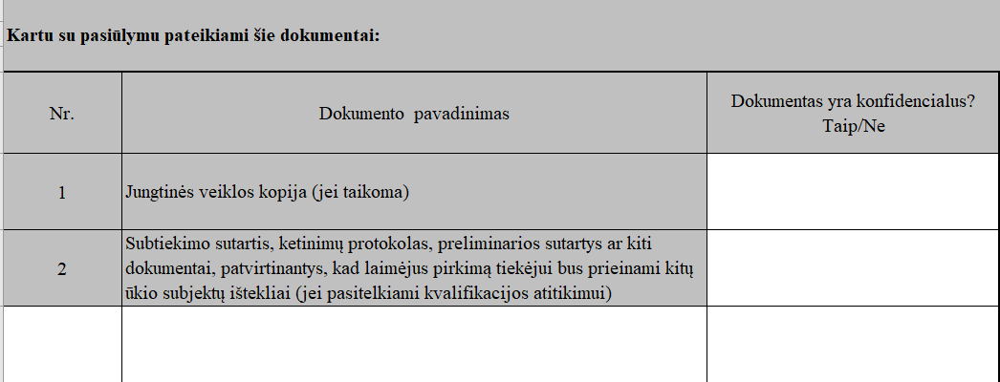 Kartu su pasiūlymu pateikiami šie dokumentai:
Nr.
Dokumento pavadinimas
Dokumentas yra konfidencialus?
Taip/Ne
1
Jungtinės veiklos kopija (jei taikoma)
2
Subtiekimo sutartis, ketinimų protokolas, preliminarios sutartys ar kiti
dokumentai, patvirtinantys, kad laimėjus pirkimą tiekėjui bus prieinami kitų
ūkio subjektų ištekliai (jei pasitelkiami kvalifikacijos atitikimui)